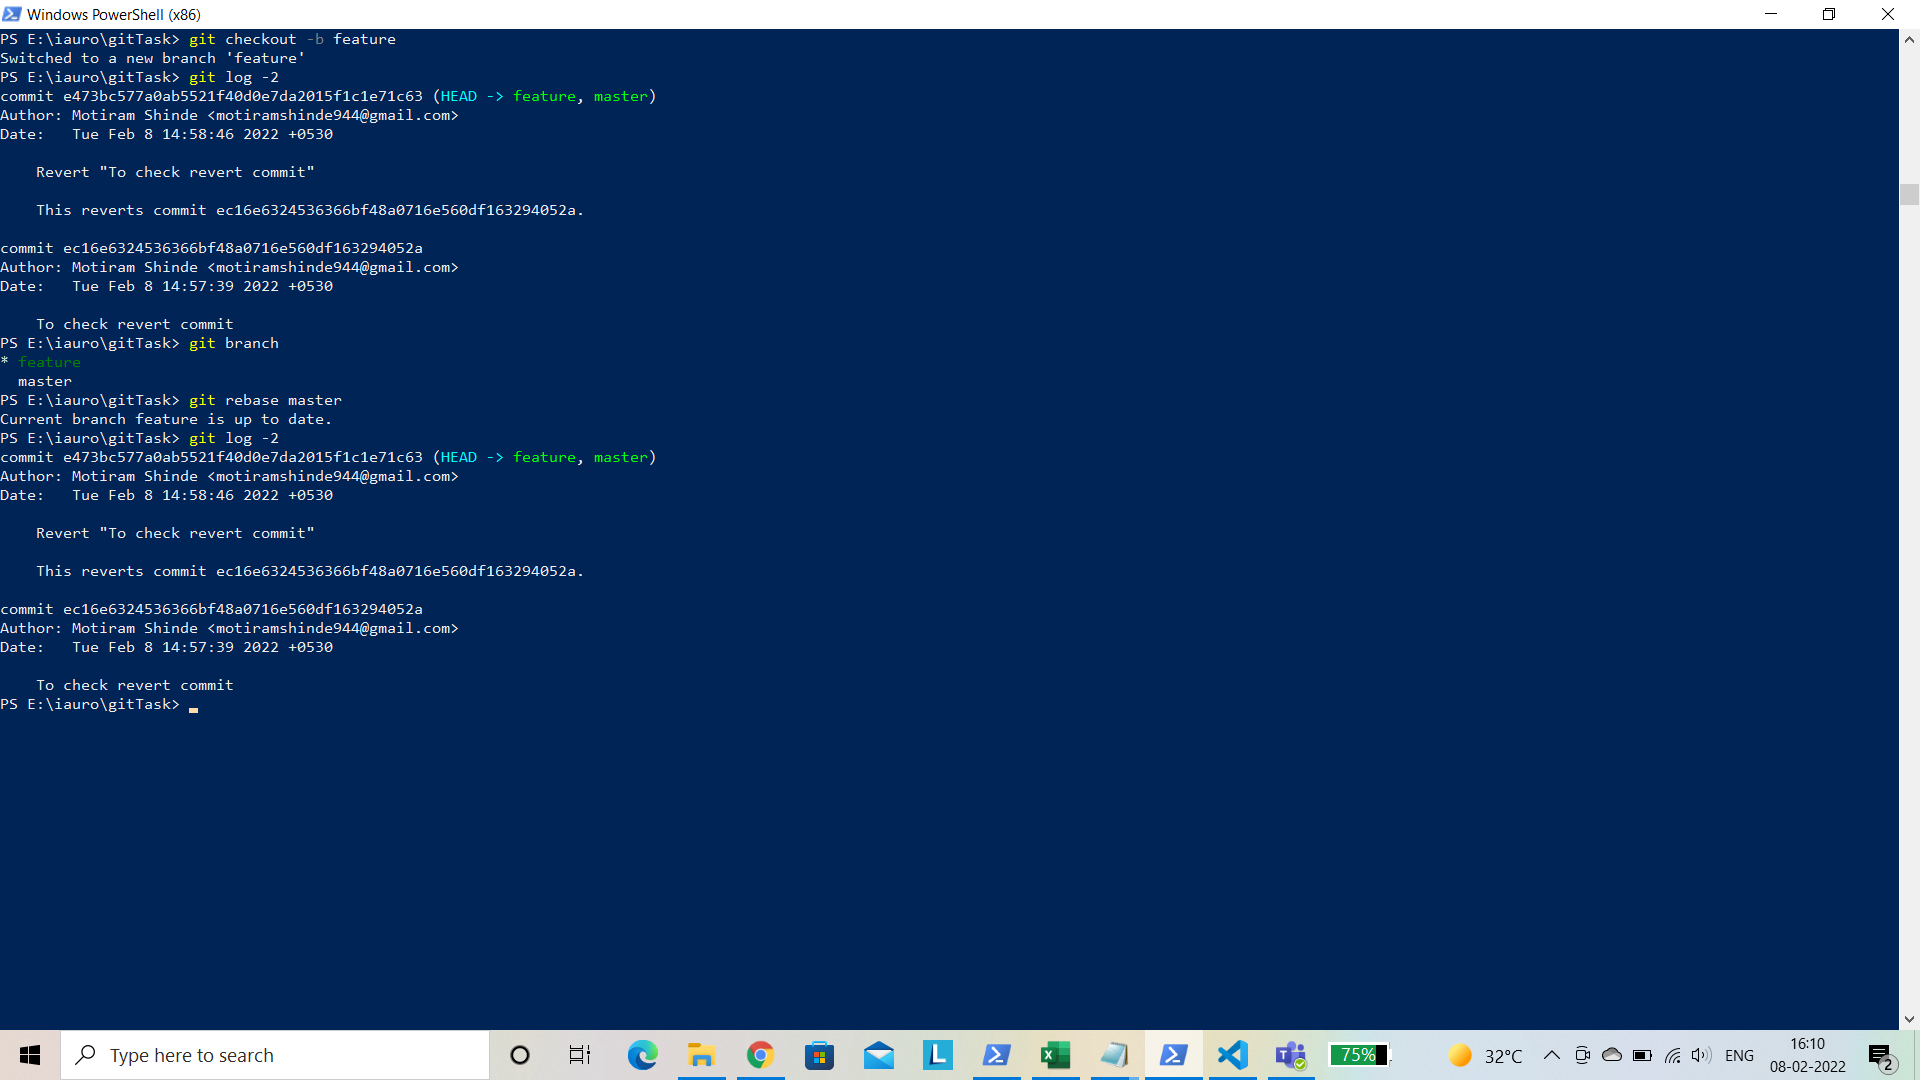 Windows PowerShell (x86)
PS E:\iauro\gitTask> git checkout -b feature
Switched to a new branch 'feature'
PS E:\iauro\gitTask> git log -2
commit e473bc577a0ab5521f40d0e7da2015f1c1e71c63 (HEAD -> feature, master)
Author: Motiram Shinde <motiramshinde944@gmail.com>
Date:   Tue Feb 8 14:58:46 2022 +0530
    Revert "To check revert commit"
    This reverts commit ec16e6324536366bf48a0716e560df163294052a.
commit ec16e6324536366bf48a0716e560df163294052a
Author: Motiram Shinde <motiramshinde944@gmail.com>
Date:   Tue Feb 8 14:57:39 2022 +0530
    To check revert commit
PS E:\iauro\gitTask> git branch
* feature
  master
PS E:\iauro\gitTask> git rebase master
Current branch feature is up to date.
PS E:\iauro\gitTask> git log -2
commit e473bc577a0ab5521f40d0e7da2015f1c1e71c63 (HEAD -> feature, master)
Author: Motiram Shinde <motiramshinde944@gmail.com>
Date:   Tue Feb 8 14:58:46 2022 +0530
    Revert "To check revert commit"
    This reverts commit ec16e6324536366bf48a0716e560df163294052a.
commit ec16e6324536366bf48a0716e560df163294052a
Author: Motiram Shinde <motiramshinde944@gmail.com>
Date:   Tue Feb 8 14:57:39 2022 +0530
    To check revert commit
PS E:\iauro\gitTask>
Type here to search
75%
32°C
ENG
16:10
08-02-2022
2